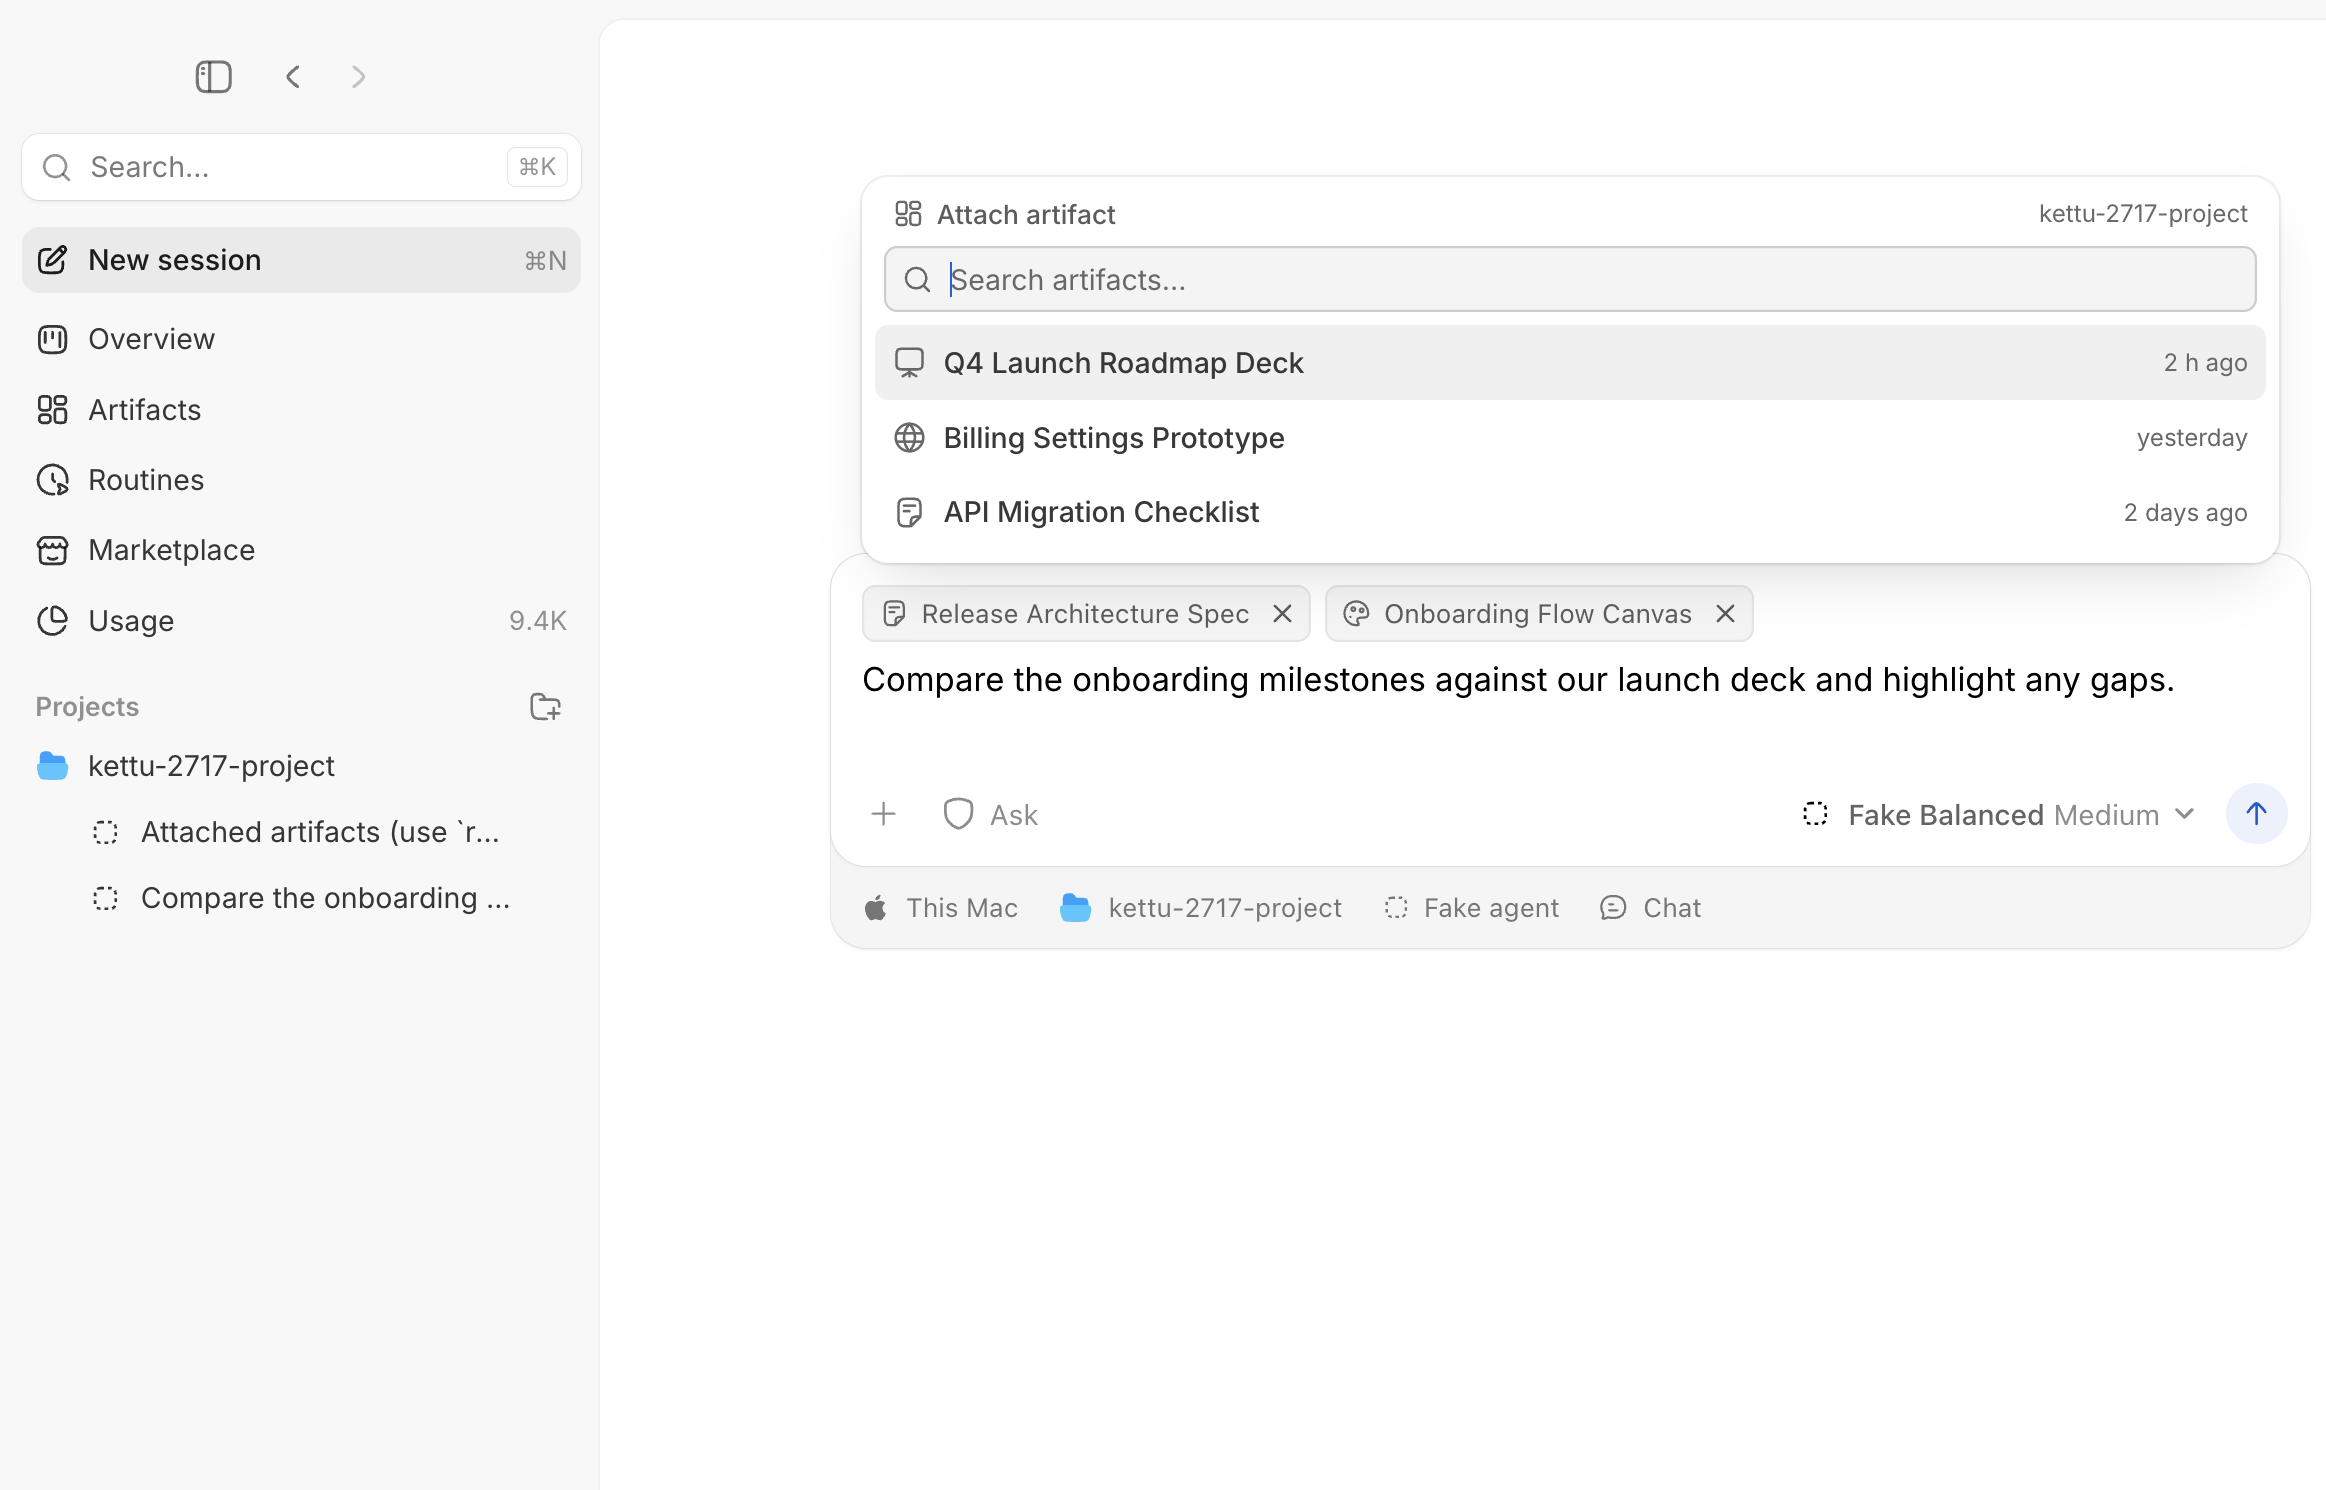 Search... ⌘K
New session ⌘N
Overview
Artifacts
Routines
Marketplace
Usage 9.4K
Projects
kettu-2717-project
Attached artifacts (use `r...
Compare the onboarding ...
Attach artifact kettu-2717-project
Search artifacts...
Q4 Launch Roadmap Deck 2 h ago
Billing Settings Prototype yesterday
API Migration Checklist 2 days ago
Release Architecture Spec Onboarding Flow Canvas
Compare the onboarding milestones against our launch deck and highlight any gaps.
Ask Fake Balanced Medium
This Mac kettu-2717-project Fake agent Chat